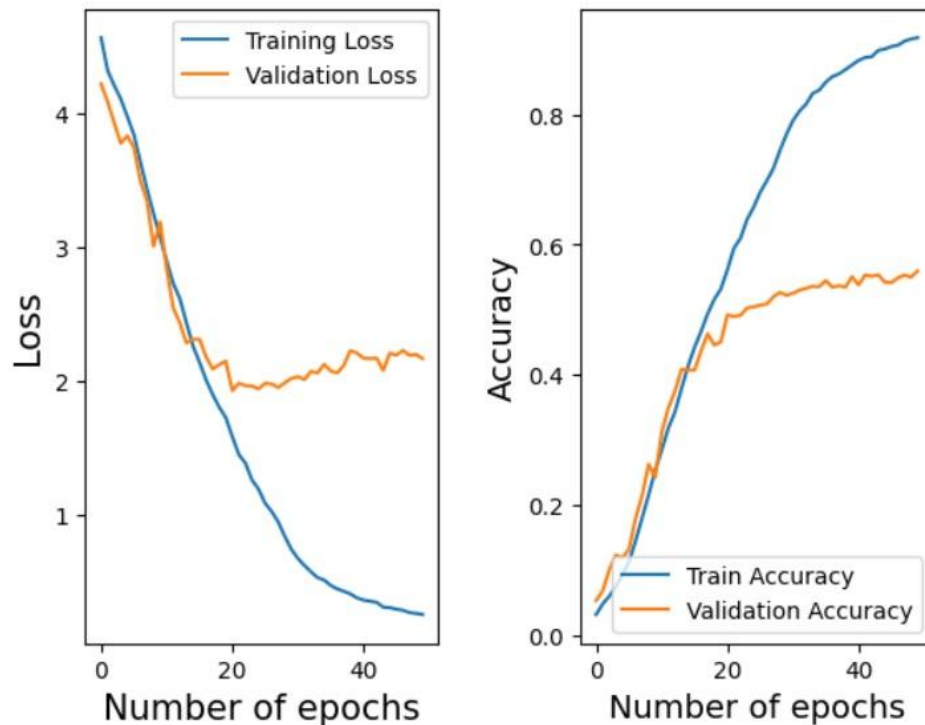 Training Loss
Validation Loss
4
3
2
1
Loss
0
20
40
Number of epochs
0.8
0.6
0.4
0.2
0.0
Accuracy
Train Accuracy
Validation Accuracy
0
20
40
Number of epochs